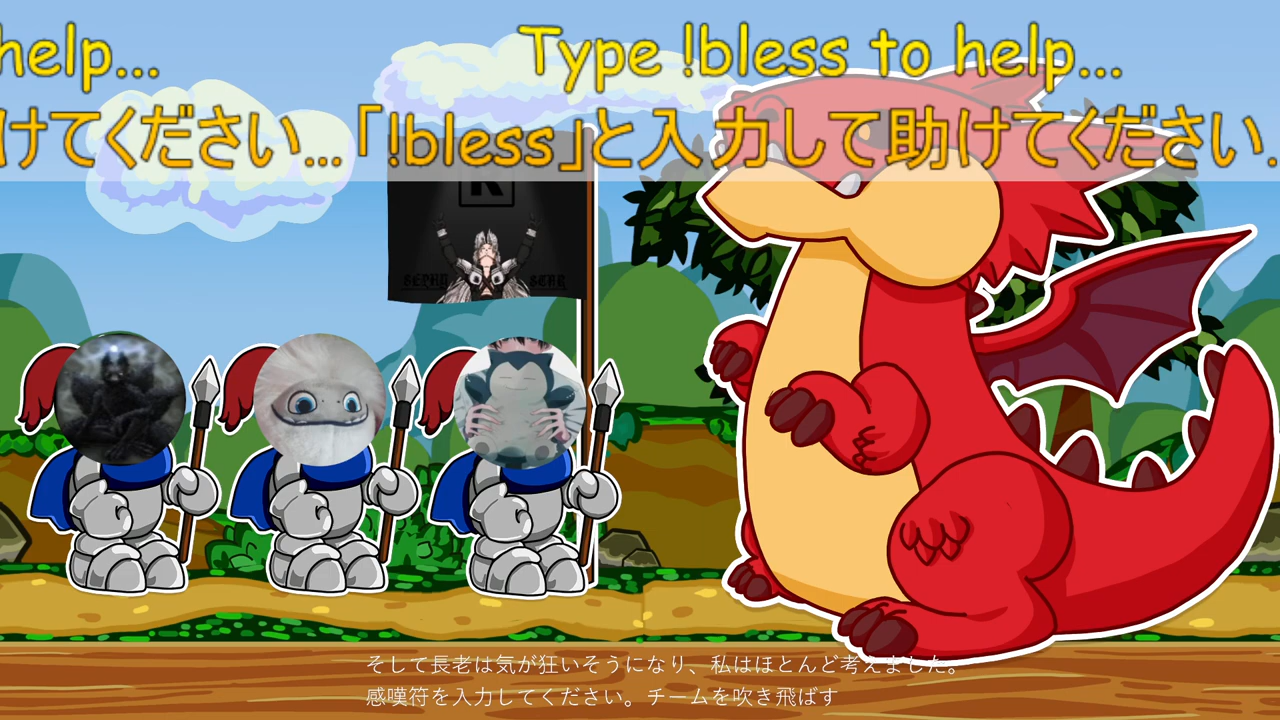 help... Type !bless to help...
けてください...「!bless」と入力して助けてください.
R
SEPHO STAR
そして長老は気が狂いそうになり、私はほとんど考えました。
感嘆符を入力してください。チームを吹き飛ばす